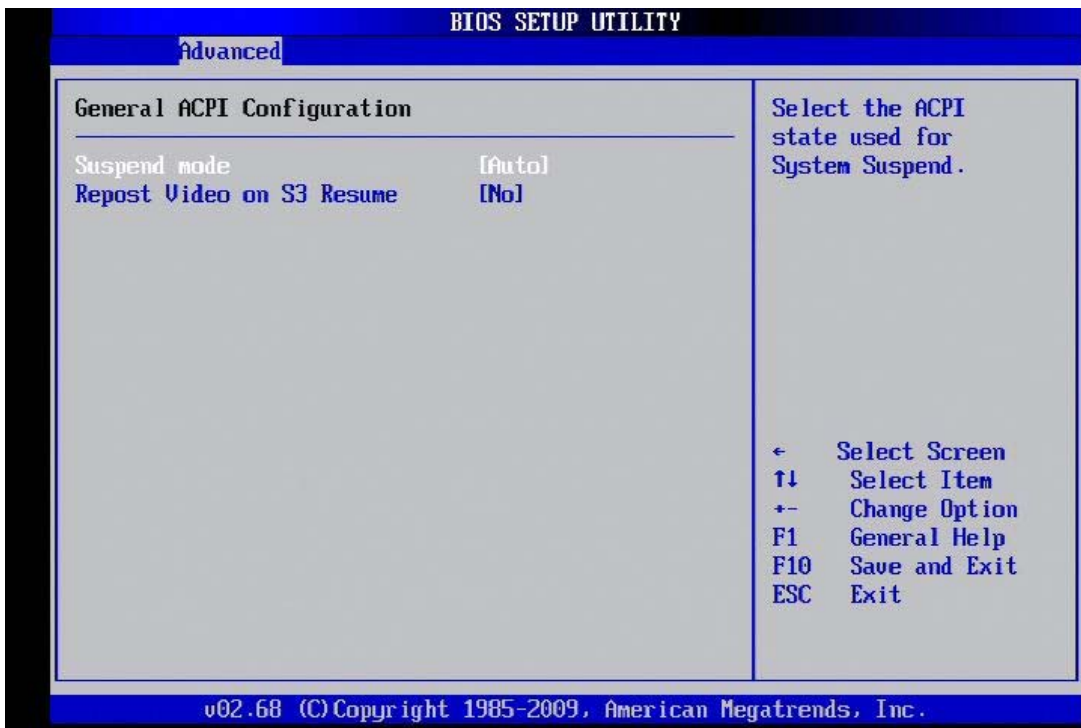 BIOS SETUP UTILITY
Advanced
General ACPI Configuration
Suspend mode [Auto]
Repost Video on S3 Resume [No]
Select the ACPI
state used for
System Suspend.
← Select Screen
↑↓ Select Item
+- Change Option
F1 General Help
F10 Save and Exit
ESC Exit
v02.68 (C)Copyright 1985-2009, American Megatrends, Inc.